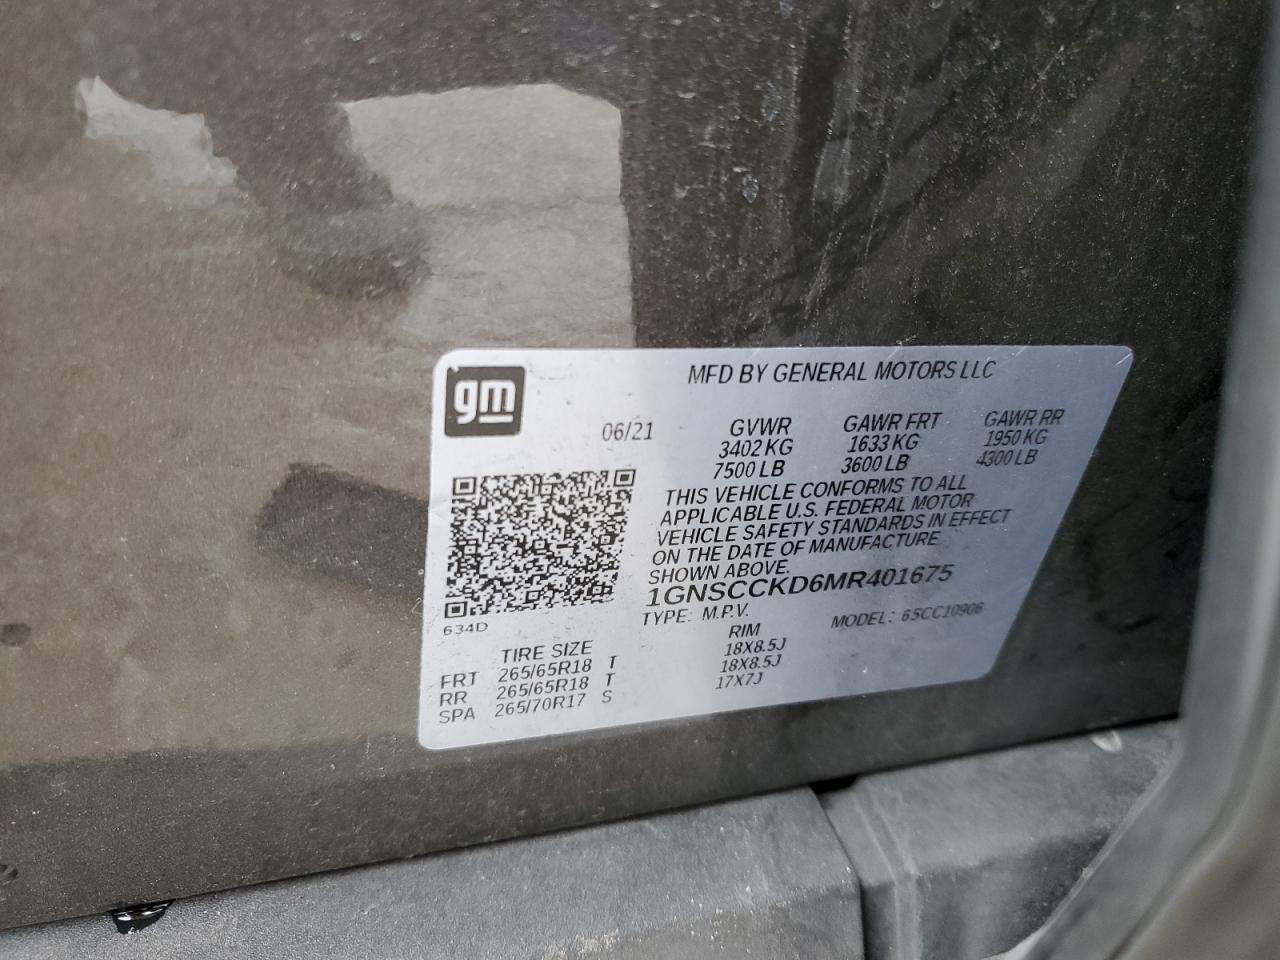 gm
MFD BY GENERAL MOTORS LLC
06/21 GVWR GAWR FRT GAWR RR
3402 KG 1633 KG 1950 KG
7500 LB 3600 LB 4300 LB
THIS VEHICLE CONFORMS TO ALL
APPLICABLE U.S. FEDERAL MOTOR
VEHICLE SAFETY STANDARDS IN EFFECT
ON THE DATE OF MANUFACTURE
SHOWN ABOVE.
1GNSCCKD6MR401675
TYPE: M.P.V. MODEL: 65CC10906
634D
TIRE SIZE RIM
FRT 265/65R18 T 18X8.5J
RR 265/65R18 T 18X8.5J
SPA 265/70R17 S 17X7J